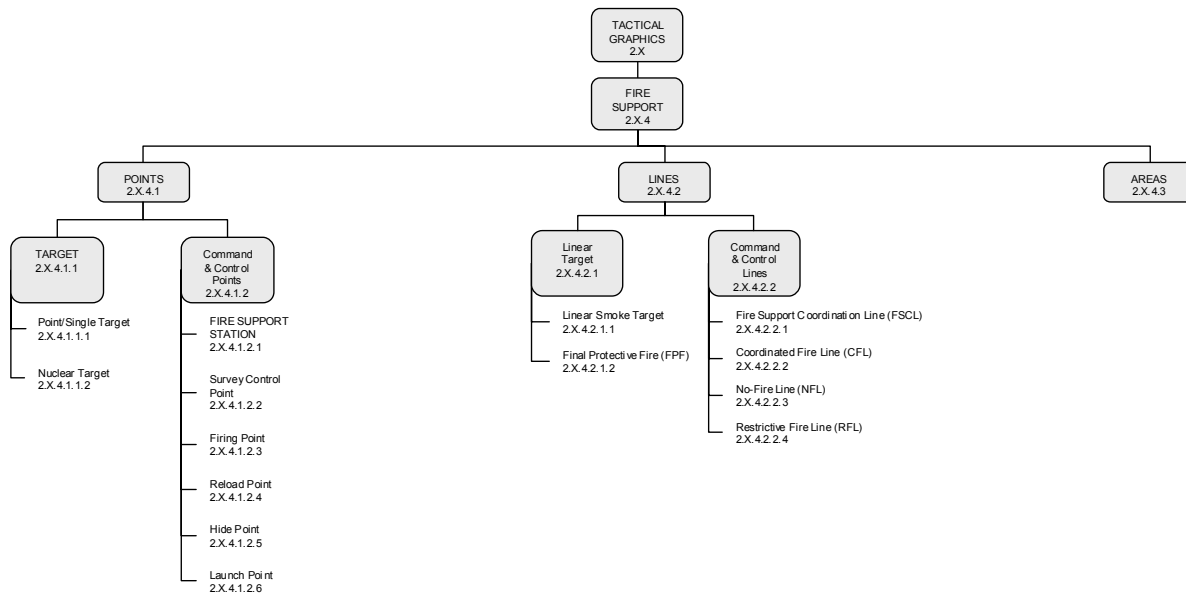 TACTICAL
GRAPHICS
2.X
FIRE
SUPPORT
2.X.4
POINTS
2.X.4.1
LINES
2.X.4.2
AREAS
2.X.4.3
TARGET
2.X.4.1.1
Command
& Control
Points
2.X.4.1.2
Linear
Target
2.X.4.2.1
Command
& Control
Lines
2.X.4.2.2
Point/Single Target
2.X.4.1.1.1
Nuclear Target
2.X.4.1.1.2
FIRE SUPPORT
STATION
2.X.4.1.2.1
Survey Control
Point
2.X.4.1.2.2
Firing Point
2.X.4.1.2.3
Reload Point
2.X.4.1.2.4
Hide Point
2.X.4.1.2.5
Launch Point
2.X.4.1.2.6
Linear Smoke Target
2.X.4.2.1.1
Final Protective Fire (FPF)
2.X.4.2.1.2
Fire Support Coordination Line (FSCL)
2.X.4.2.2.1
Coordinated Fire Line (CFL)
2.X.4.2.2.2
No-Fire Line (NFL)
2.X.4.2.2.3
Restrictive Fire Line (RFL)
2.X.4.2.2.4